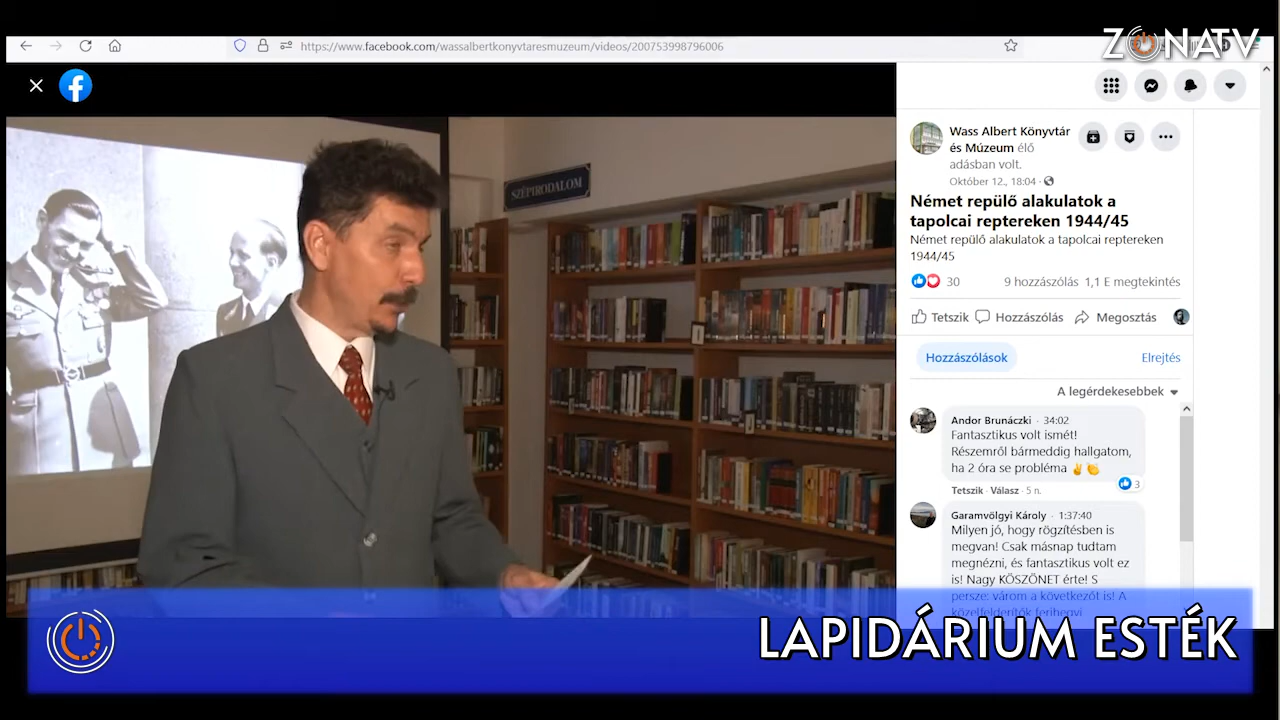 https://www.facebook.com/wassalbertkonyvtaresmuzeum/videos/200753998796006
ZONATV
SZÉPIRODALOM
Wass Albert Könyvtár
és Múzeum élő
adásban volt.
Október 12., 18:04 ·
Német repülő alakulatok a
tapolcai reptereken 1944/45
Német repülő alakulatok a tapolcai reptereken
1944/45
30 9 hozzászólás 1,1 E megtekintés
Tetszik Hozzászólás Megosztás
Hozzászólások Elrejtés
A legérdekesebbek
Andor Brunáczki · 34:02
Fantasztikus volt ismét!
Részemről bármeddig hallgatom,
ha 2 óra se probléma ✌️👏
3
Tetszik · Válasz · 5 n.
Garamvölgyi Károly · 1:37:40
Milyen jó, hogy rögzítésben is
megvan! Csak másnap tudtam
megnézni, és fantasztikus volt ez
is! Nagy KÖSZÖNET érte! S
persze: várom a következőt is! A
közelfelderítők ferihegyi
LAPIDÁRIUM ESTÉK